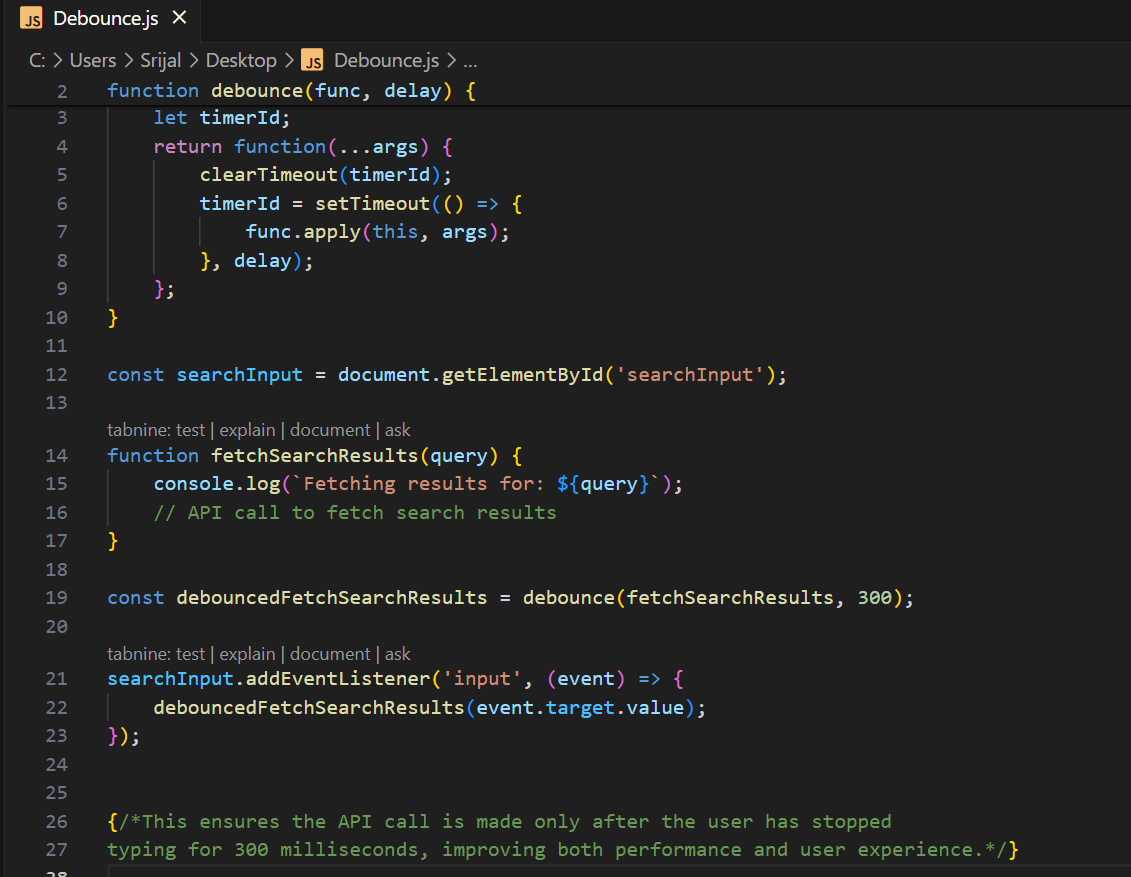 JS Debounce.js ×
C: > Users > Srijal > Desktop > JS Debounce.js > ...
2 function debounce(func, delay) {
3 let timerId;
4 return function(...args) {
5 clearTimeout(timerId);
6 timerId = setTimeout(() => {
7 func.apply(this, args);
8 }, delay);
9 };
10 }
11
12 const searchInput = document.getElementById('searchInput');
13
tabnine: test | explain | document | ask
14 function fetchSearchResults(query) {
15 console.log(`Fetching results for: ${query}`);
16 // API call to fetch search results
17 }
18
19 const debouncedFetchSearchResults = debounce(fetchSearchResults, 300);
20
tabnine: test | explain | document | ask
21 searchInput.addEventListener('input', (event) => {
22 debouncedFetchSearchResults(event.target.value);
23 });
24
25
26 {/*This ensures the API call is made only after the user has stopped
27 typing for 300 milliseconds, improving both performance and user experience.*/}
28